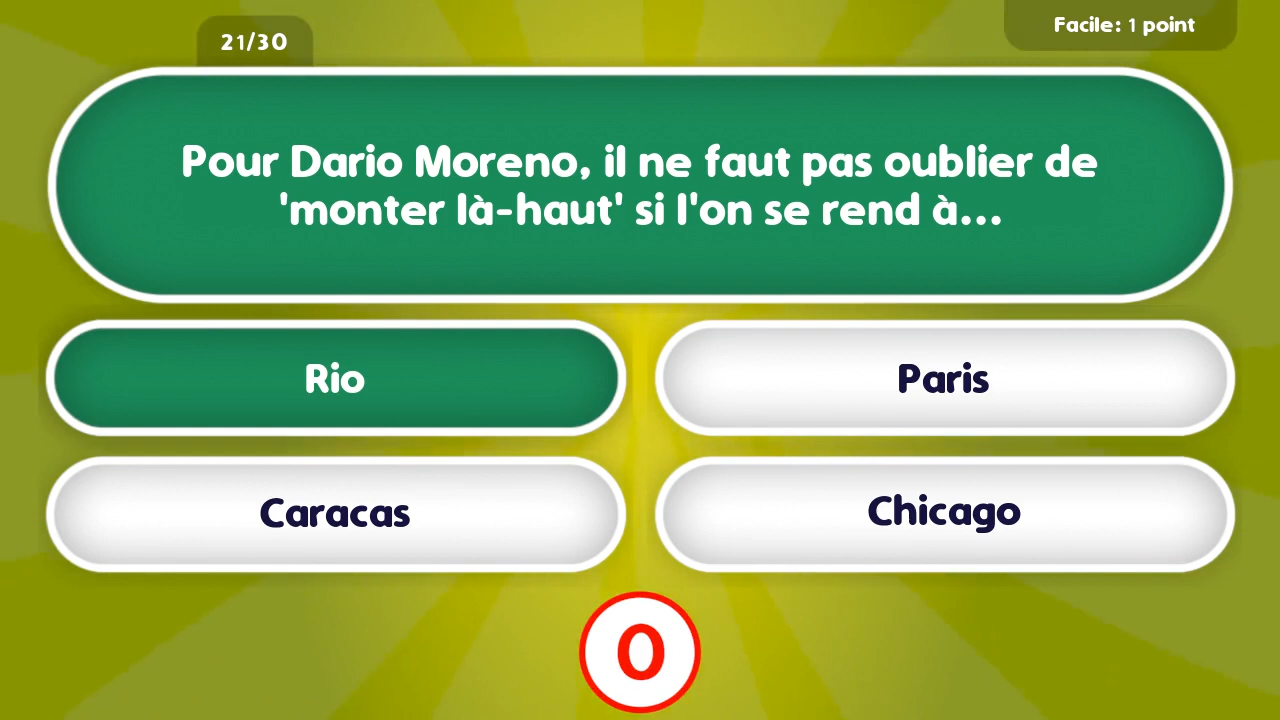 21/30
Facile: 1 point
Pour Dario Moreno, il ne faut pas oublier de
'monter là-haut' si l'on se rend à...
Rio
Paris
Caracas
Chicago
0